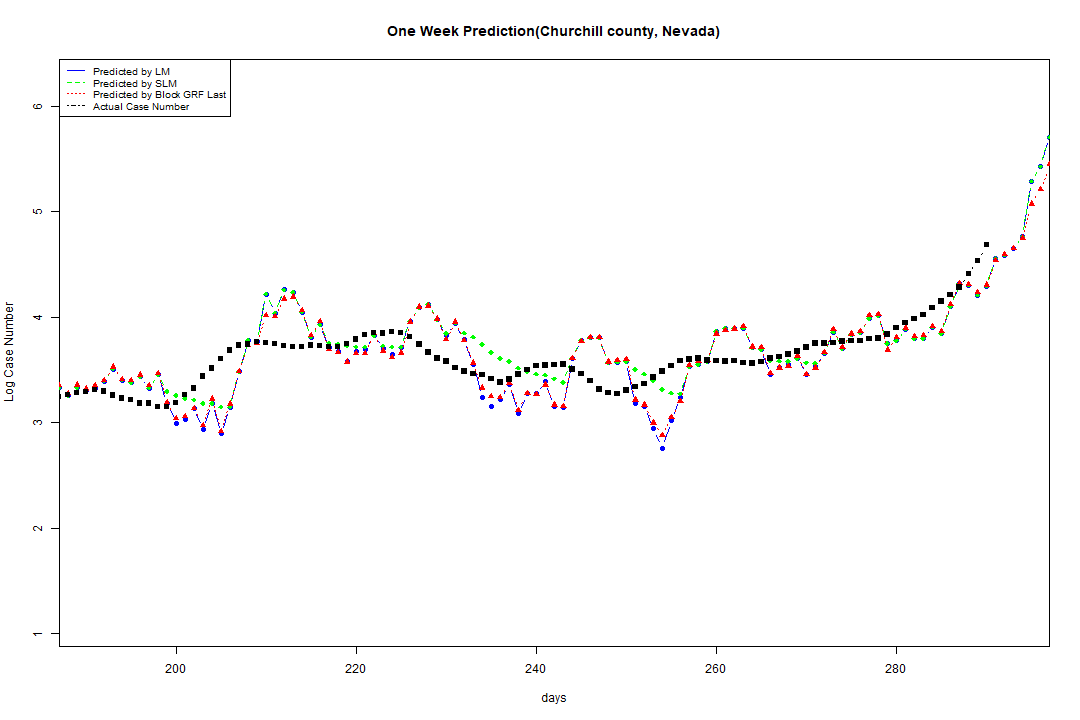 One Week Prediction(Churchill county, Nevada)
Predicted by LM
Predicted by SLM
Predicted by Block GRF Last
Actual Case Number
6
5
4
3
2
1
Log Case Number
200 220 240 260 280
days